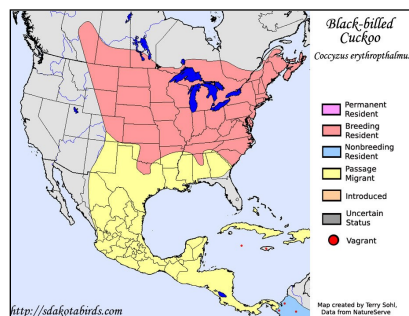 Black-billed
Cuckoo
Coccyzus erythropthalmus
Permanent
Resident
Breeding
Resident
Nonbreeding
Resident
Passage
Migrant
Introduced
Uncertain
Status
Vagrant
Map created by Terry Sohl,
Data from NatureServe
http://sdakotabirds.com